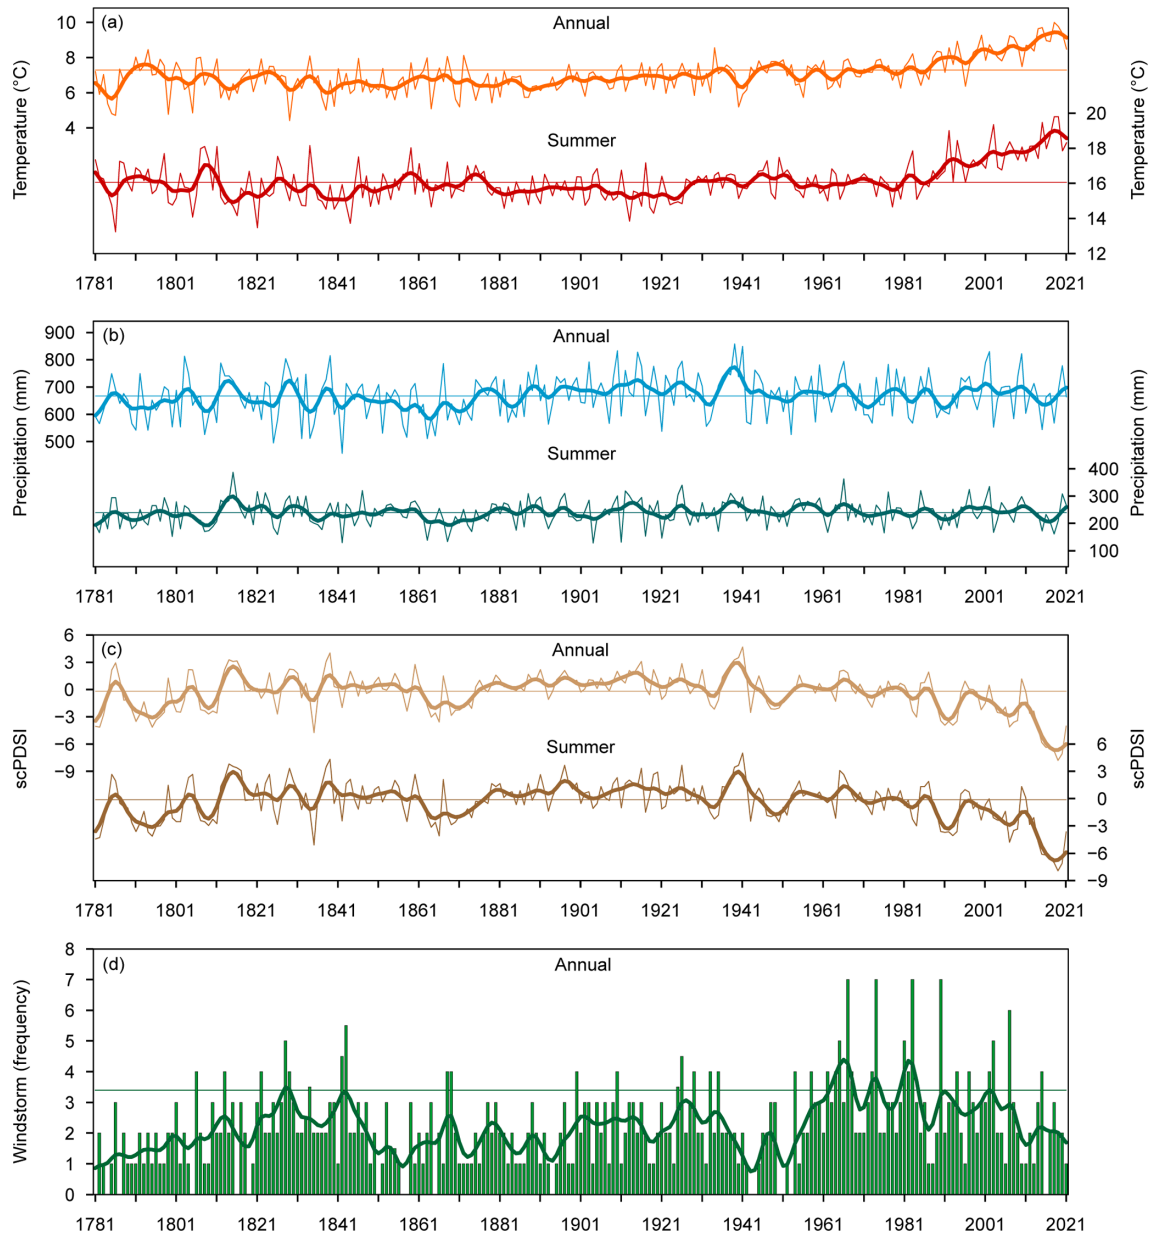 (a)
Annual
10
8
6
4
Temperature (°C)
Summer
20
18
16
14
12
Temperature (°C)
1781 1801 1821 1841 1861 1881 1901 1921 1941 1961 1981 2001 2021
(b)
Annual
900
800
700
600
500
Precipitation (mm)
Summer
400
300
200
100
Precipitation (mm)
1781 1801 1821 1841 1861 1881 1901 1921 1941 1961 1981 2001 2021
(c)
Annual
6
3
0
−3
−6
−9
scPDSI
Summer
6
3
0
−3
−6
−9
scPDSI
1781 1801 1821 1841 1861 1881 1901 1921 1941 1961 1981 2001 2021
(d)
Annual
8
7
6
5
4
3
2
1
0
Windstorm (frequency)
1781 1801 1821 1841 1861 1881 1901 1921 1941 1961 1981 2001 2021